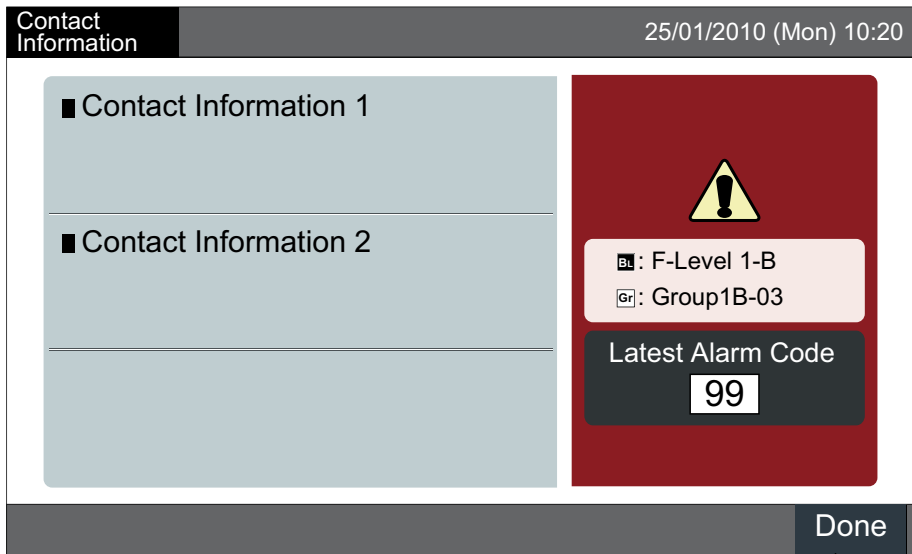 Contact
Information
25/01/2010 (Mon) 10:20
■ Contact Information 1
■ Contact Information 2
BL : F-Level 1-B
Gr : Group1B-03
Latest Alarm Code
99
Done